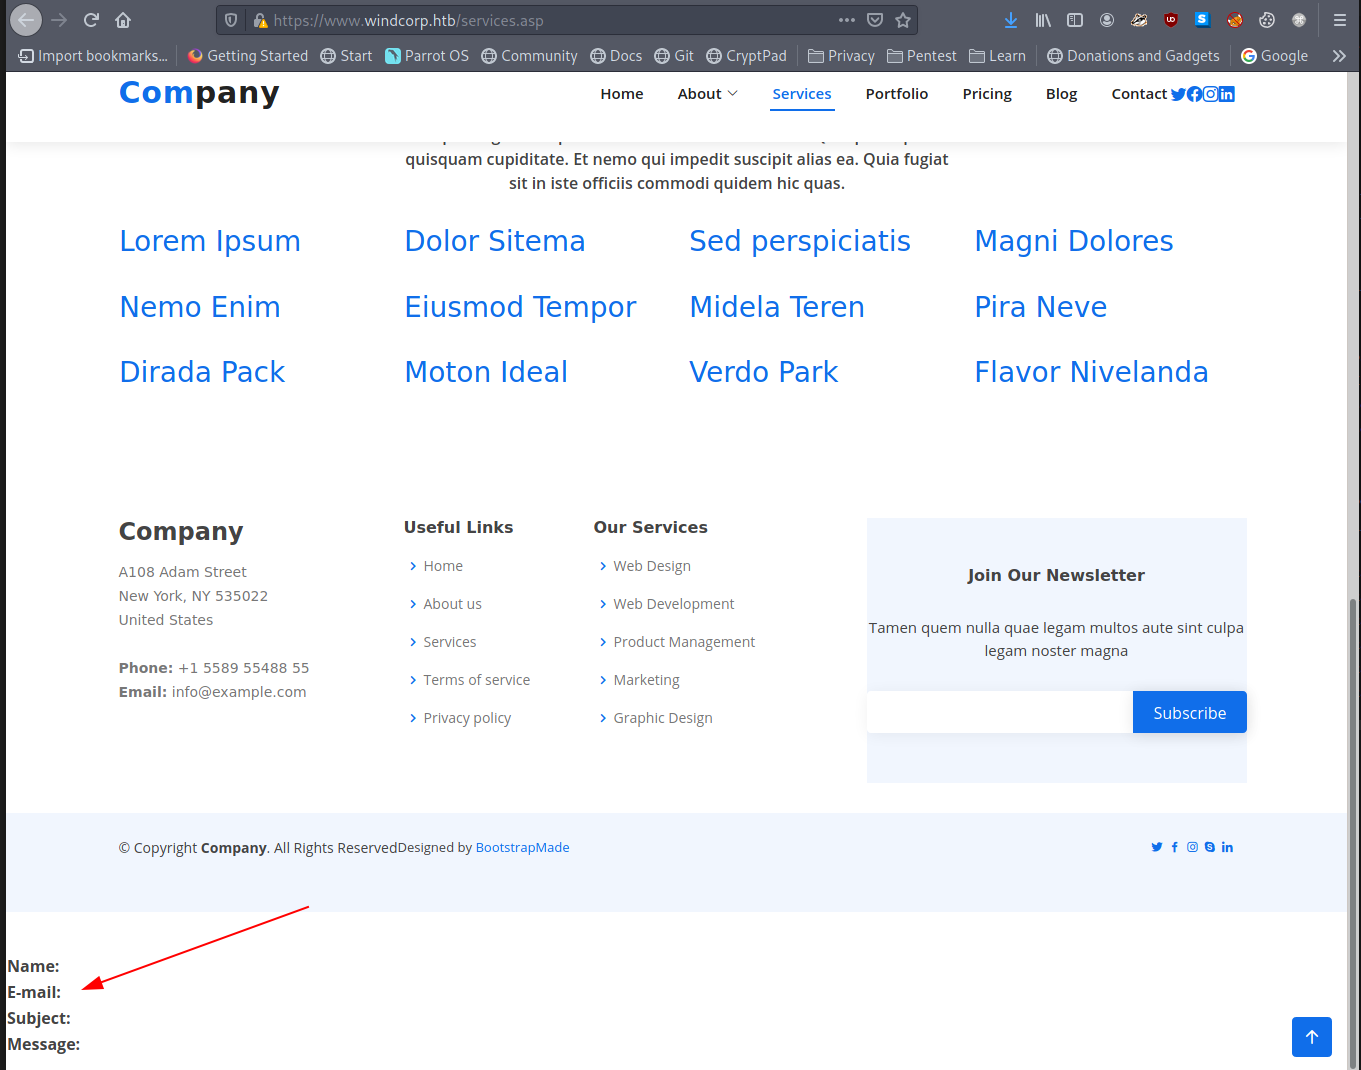 https://www.windcorp.htb/services.asp
Import bookmarks... Getting Started Start Parrot OS Community Docs Git CryptPad Privacy Pentest Learn Donations and Gadgets Google
Company Home About Services Portfolio Pricing Blog Contact
quisquam cupiditate. Et nemo qui impedit suscipit alias ea. Quia fugiat
sit in iste officiis commodi quidem hic quas.
Lorem Ipsum Dolor Sitema Sed perspiciatis Magni Dolores
Nemo Enim Eiusmod Tempor Midela Teren Pira Neve
Dirada Pack Moton Ideal Verdo Park Flavor Nivelanda
Company
A108 Adam Street
New York, NY 535022
United States
Phone: +1 5589 55488 55
Email: info@example.com
Useful Links
Home
About us
Services
Terms of service
Privacy policy
Our Services
Web Design
Web Development
Product Management
Marketing
Graphic Design
Join Our Newsletter
Tamen quem nulla quae legam multos aute sint culpa
legam noster magna
Subscribe
© Copyright Company. All Rights ReservedDesigned by BootstrapMade
Name:
E-mail:
Subject:
Message: